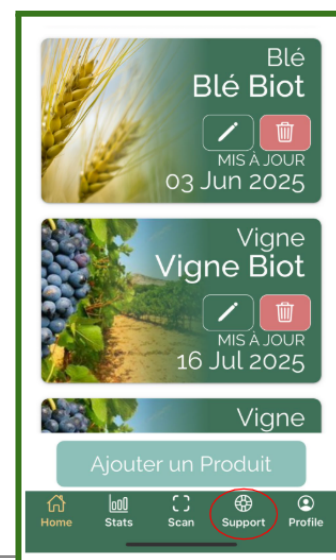 Blé
Blé Biot
MIS À JOUR
03 Jun 2025
Vigne
Vigne Biot
MIS À JOUR
16 Jul 2025
Vigne
Ajouter un Produit
Home Stats Scan Support Profile